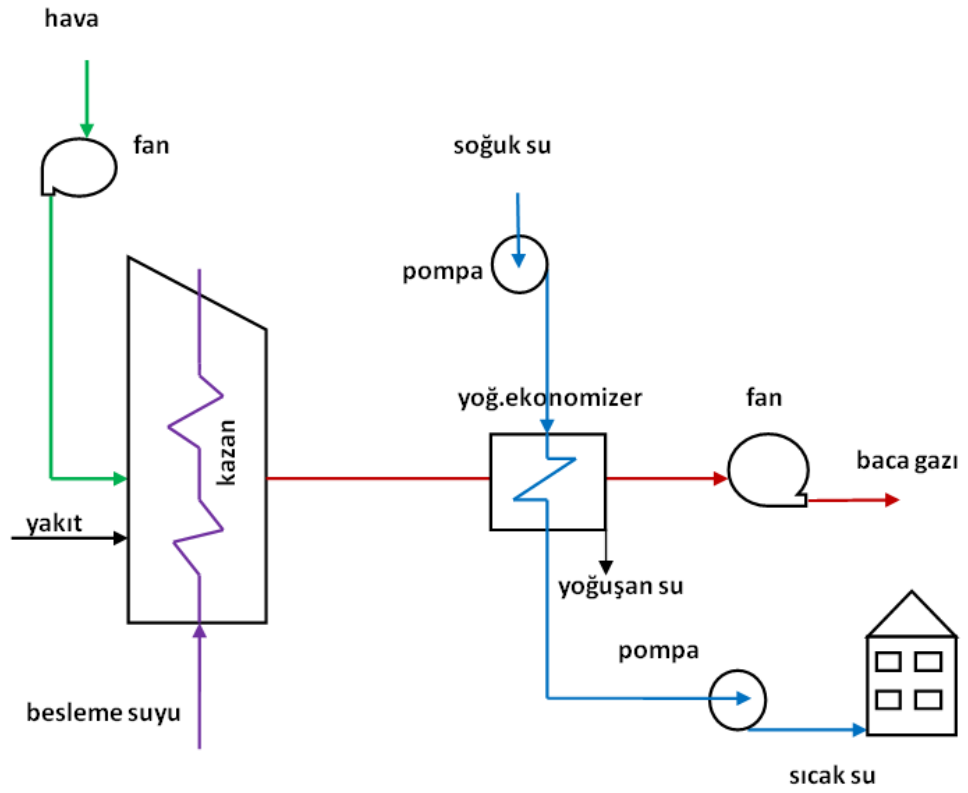 hava
fan
soğuk su
pompa
yoğ.ekonomizer
fan
kazan
baca gazı
yakıt
yoğuşan su
pompa
besleme suyu
sıcak su